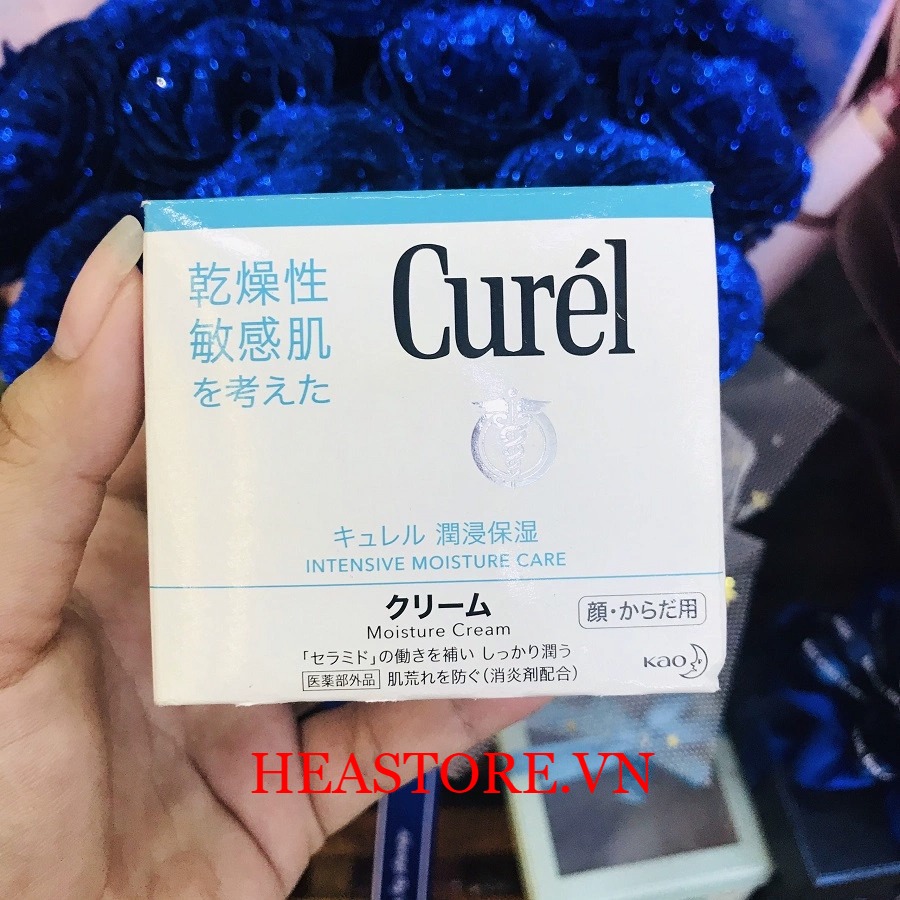 乾燥性
敏感肌
を考えた
Curél
キュレル 潤浸保湿
INTENSIVE MOISTURE CARE
クリーム
Moisture Cream
顔・からだ用
「セラミド」の働きを補い しっかり潤う
医薬部外品 肌荒れを防ぐ(消炎剤配合)
Kao
HEASTORE.VN